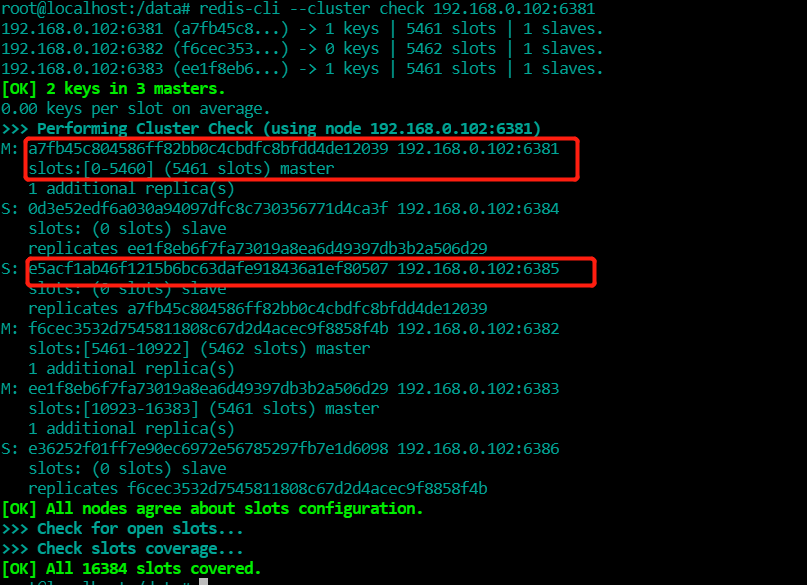 root@localhost:/data# redis-cli --cluster check 192.168.0.102:6381
192.168.0.102:6381 (a7fb45c8...) -> 1 keys | 5461 slots | 1 slaves.
192.168.0.102:6382 (f6cec353...) -> 0 keys | 5462 slots | 1 slaves.
192.168.0.102:6383 (ee1f8eb6...) -> 1 keys | 5461 slots | 1 slaves.
[OK] 2 keys in 3 masters.
0.00 keys per slot on average.
>>> Performing Cluster Check (using node 192.168.0.102:6381)
M: a7fb45c804586ff82bb0c4cbdfc8bfdd4de12039 192.168.0.102:6381
slots:[0-5460] (5461 slots) master
1 additional replica(s)
S: 0d3e52edf6a030a94097dfc8c730356771d4ca3f 192.168.0.102:6384
slots: (0 slots) slave
replicates ee1f8eb6f7fa73019a8ea6d49397db3b2a506d29
S: e5acf1ab46f1215b6bc63dafe918436a1ef80507 192.168.0.102:6385
slots: (0 slots) slave
replicates a7fb45c804586ff82bb0c4cbdfc8bfdd4de12039
M: f6cec3532d7545811808c67d2d4acec9f8858f4b 192.168.0.102:6382
slots:[5461-10922] (5462 slots) master
1 additional replica(s)
M: ee1f8eb6f7fa73019a8ea6d49397db3b2a506d29 192.168.0.102:6383
slots:[10923-16383] (5461 slots) master
1 additional replica(s)
S: e36252f01ff7e90ec6972e56785297fb7e1d6098 192.168.0.102:6386
slots: (0 slots) slave
replicates f6cec3532d7545811808c67d2d4acec9f8858f4b
[OK] All nodes agree about slots configuration.
>>> Check for open slots...
>>> Check slots coverage...
[OK] All 16384 slots covered.
root@localhost:/data#